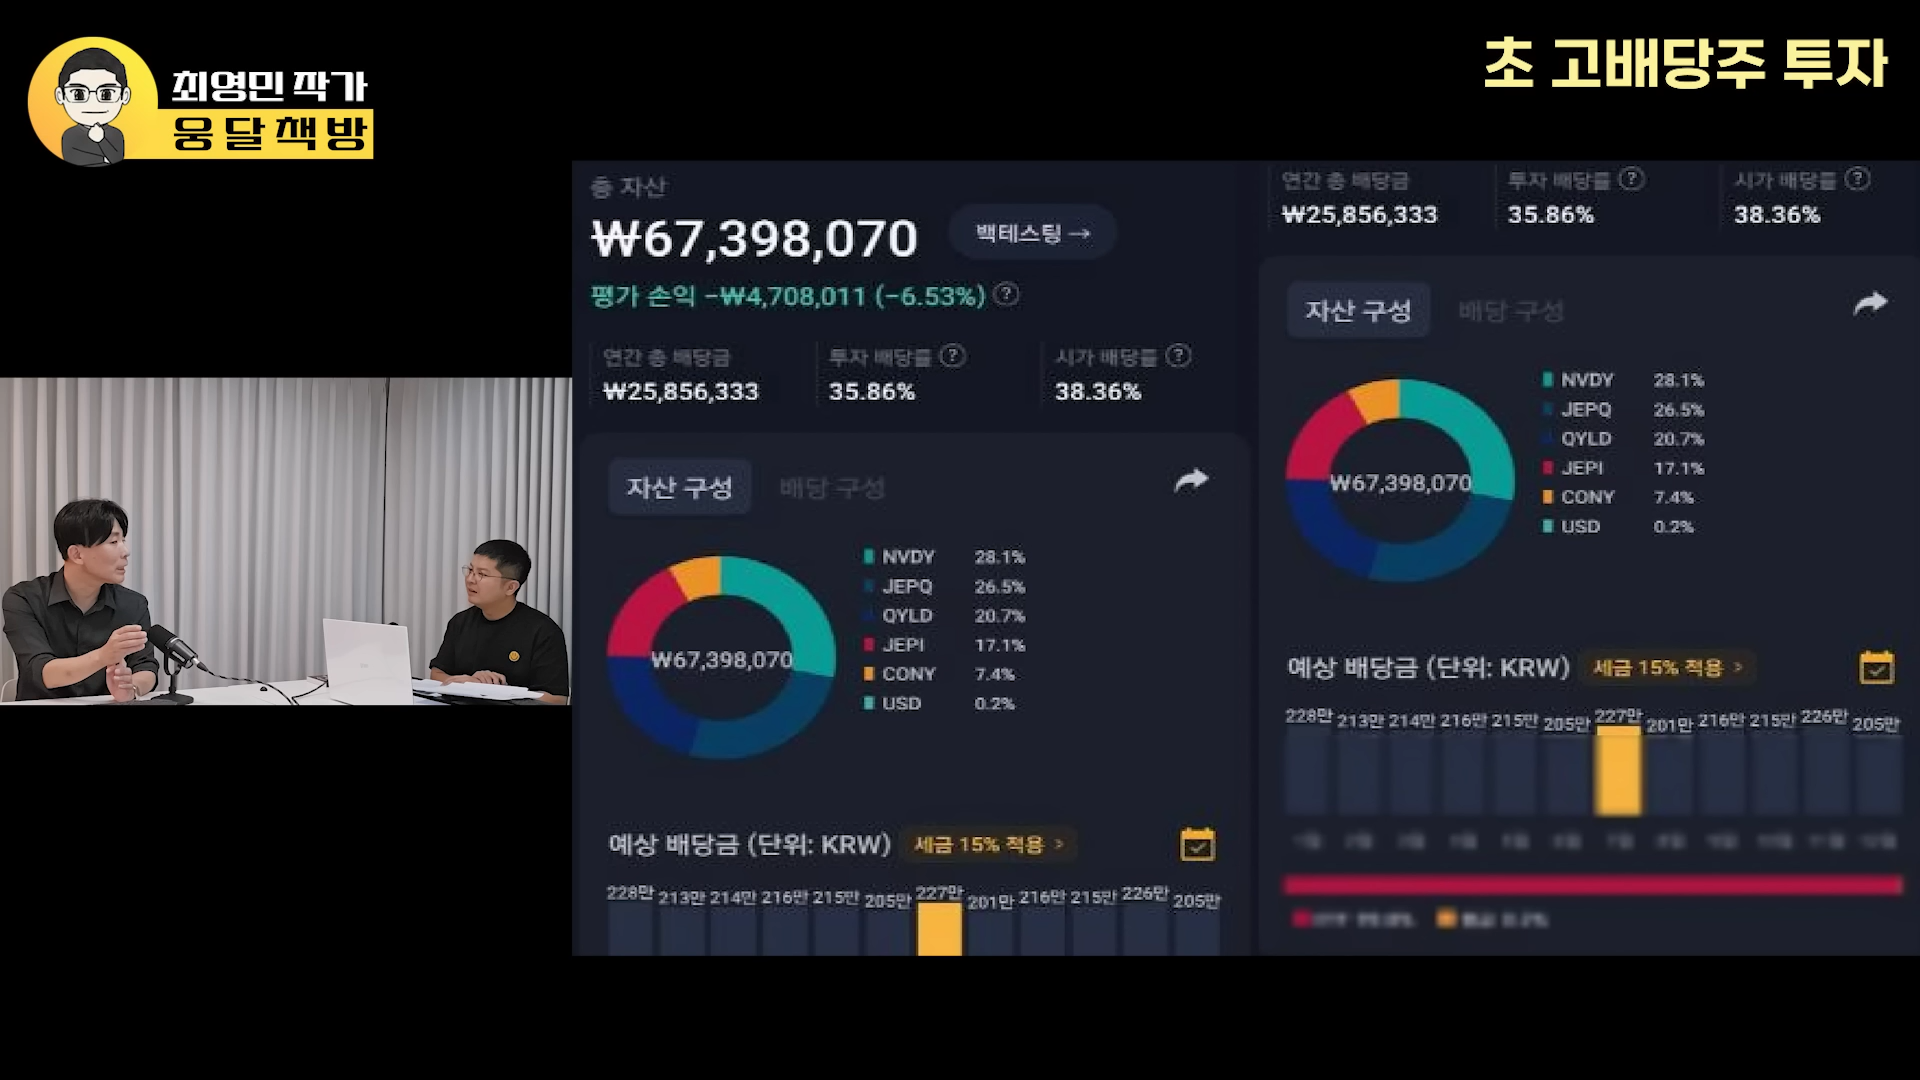 최영민 작가
웅달책방
초 고배당주 투자
총 자산
₩67,398,070
백테스팅 →
평가 손익 -₩4,708,011 (-6.53%) ?
연간 총 배당금
투자 배당률 ?
시가 배당률 ?
₩25,856,333
35.86%
38.36%
자산 구성
배당 구성
₩67,398,070
NVDY 28.1%
JEPQ 26.5%
QYLD 20.7%
JEPI 17.1%
CONY 7.4%
USD 0.2%
예상 배당금 (단위: KRW)
세금 15% 적용 >
228만 213만 214만 216만 215만 205만 227만 201만 216만 215만 226만 205만
연간 총 배당금
투자 배당률 ?
시가 배당률 ?
₩25,856,333
35.86%
38.36%
자산 구성
배당 구성
₩67,398,070
NVDY 28.1%
JEPQ 26.5%
QYLD 20.7%
JEPI 17.1%
CONY 7.4%
USD 0.2%
예상 배당금 (단위: KRW)
세금 15% 적용 >
228만 213만 214만 216만 215만 205만 227만 201만 216만 215만 226만 205만